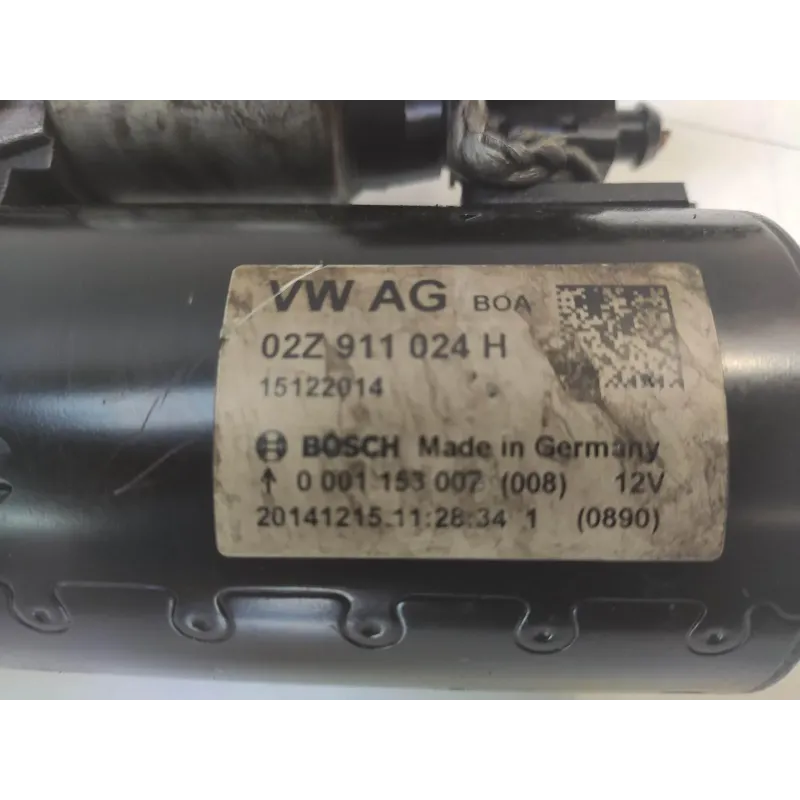 VW AG BOA
02Z 911 024 H
15122014
BOSCH Made in Germany
↑ 0 001 153 007 (008) 12V
20141215 11:28:34 1 (0890)